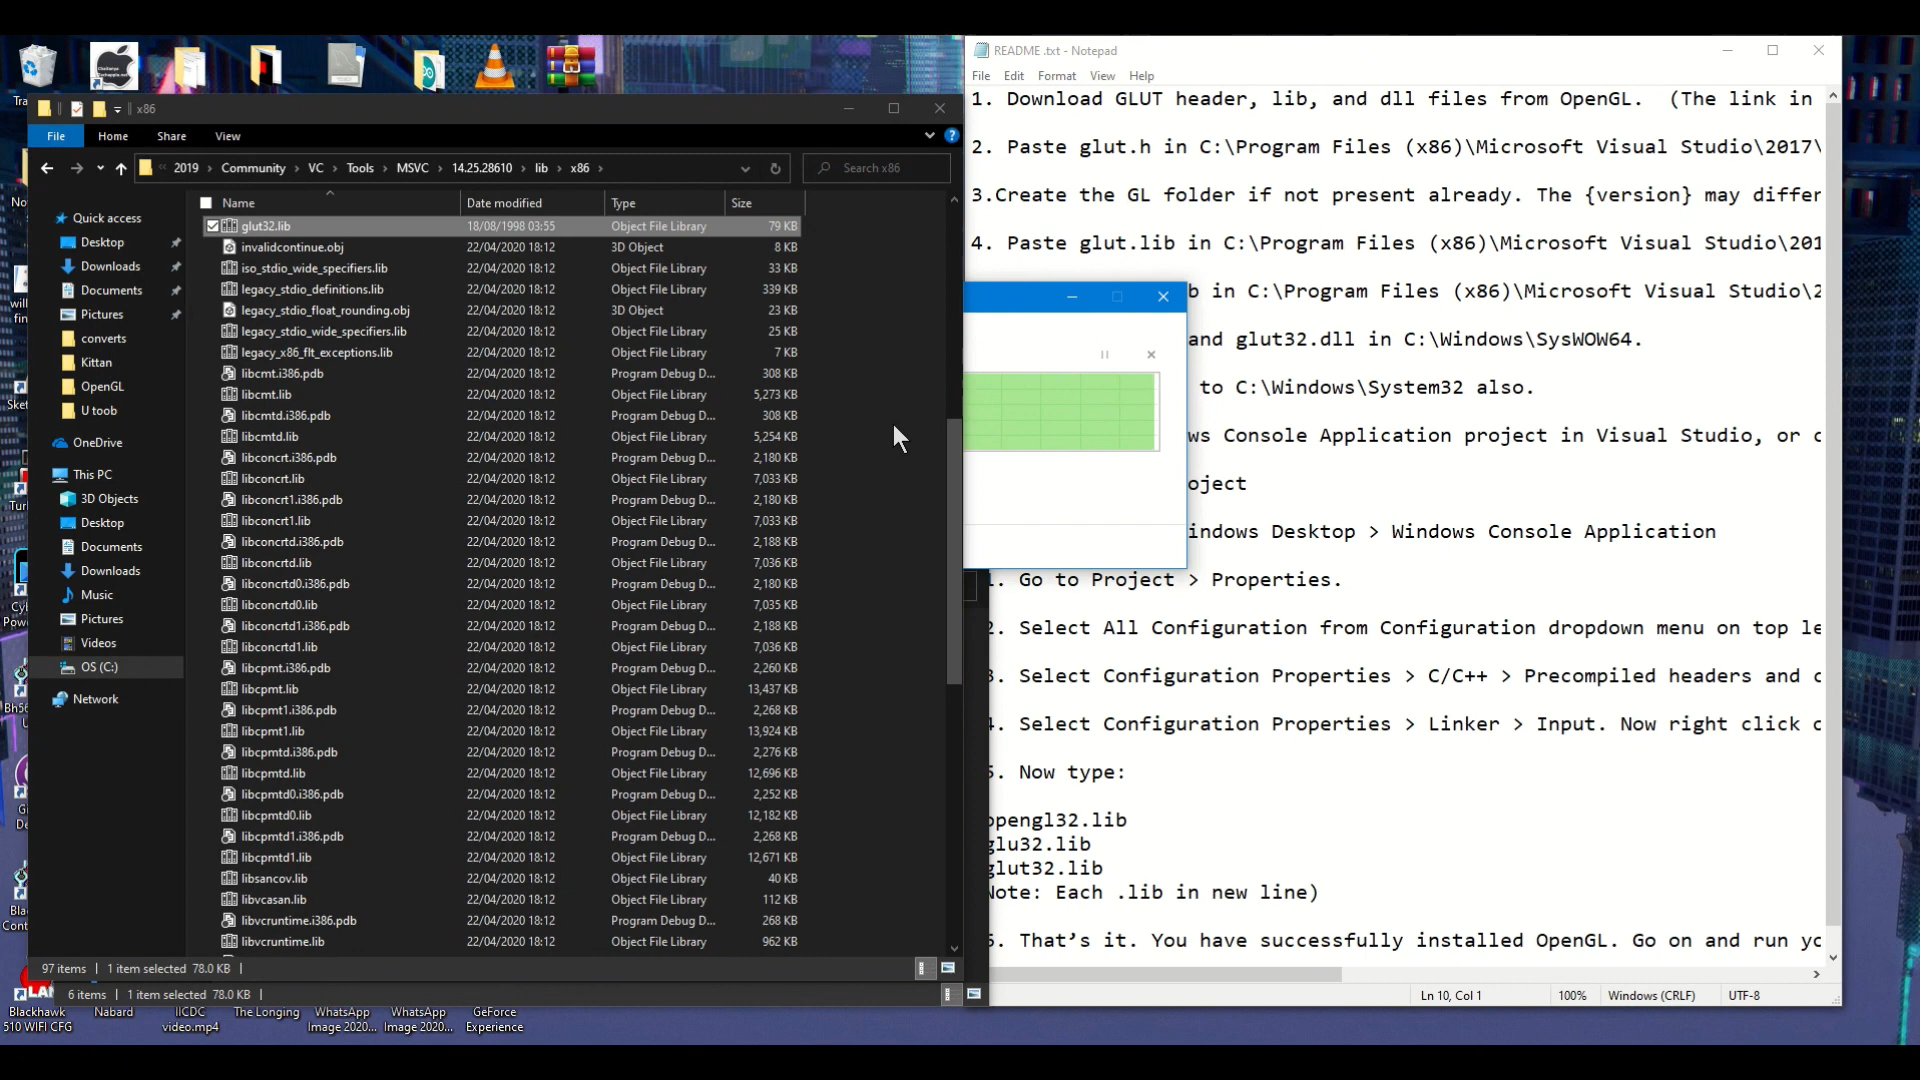 Challenge
x86
File
Home
Share
View
2019 > Community > VC > Tools > MSVC > 14.25.28610 > lib > x86 >
Search x86
Name
Date modified
Type
Size
Quick access
Desktop
Downloads
Documents
Pictures
converts
Kittan
OpenGL
U toob
OneDrive
This PC
3D Objects
Desktop
Documents
Downloads
Music
Pictures
Videos
OS (C:)
Network
glut32.lib 18/08/1998 03:55 Object File Library 79 KB
invalidcontinue.obj 22/04/2020 18:12 3D Object 8 KB
iso_stdio_wide_specifiers.lib 22/04/2020 18:12 Object File Library 33 KB
legacy_stdio_definitions.lib 22/04/2020 18:12 Object File Library 339 KB
legacy_stdio_float_rounding.obj 22/04/2020 18:12 3D Object 23 KB
legacy_stdio_wide_specifiers.lib 22/04/2020 18:12 Object File Library 25 KB
legacy_x86_flt_exceptions.lib 22/04/2020 18:12 Object File Library 7 KB
libcmt.i386.pdb 22/04/2020 18:12 Program Debug D... 308 KB
libcmt.lib 22/04/2020 18:12 Object File Library 5,273 KB
libcmtd.i386.pdb 22/04/2020 18:12 Program Debug D... 308 KB
libcmtd.lib 22/04/2020 18:12 Object File Library 5,254 KB
libconcrt.i386.pdb 22/04/2020 18:12 Program Debug D... 2,180 KB
libconcrt.lib 22/04/2020 18:12 Object File Library 7,033 KB
libconcrt1.i386.pdb 22/04/2020 18:12 Program Debug D... 2,180 KB
libconcrt1.lib 22/04/2020 18:12 Object File Library 7,033 KB
libconcrtd.i386.pdb 22/04/2020 18:12 Program Debug D... 2,188 KB
libconcrtd.lib 22/04/2020 18:12 Object File Library 7,036 KB
libconcrtd0.i386.pdb 22/04/2020 18:12 Program Debug D... 2,180 KB
libconcrtd0.lib 22/04/2020 18:12 Object File Library 7,035 KB
libconcrtd1.i386.pdb 22/04/2020 18:12 Program Debug D... 2,188 KB
libconcrtd1.lib 22/04/2020 18:12 Object File Library 7,036 KB
libcpmt.i386.pdb 22/04/2020 18:12 Program Debug D... 2,260 KB
libcpmt.lib 22/04/2020 18:12 Object File Library 13,437 KB
libcpmt1.i386.pdb 22/04/2020 18:12 Program Debug D... 2,268 KB
libcpmt1.lib 22/04/2020 18:12 Object File Library 13,924 KB
libcpmtd.i386.pdb 22/04/2020 18:12 Program Debug D... 2,276 KB
libcpmtd.lib 22/04/2020 18:12 Object File Library 12,696 KB
libcpmtd0.i386.pdb 22/04/2020 18:12 Program Debug D... 2,252 KB
libcpmtd0.lib 22/04/2020 18:12 Object File Library 12,182 KB
libcpmtd1.i386.pdb 22/04/2020 18:12 Program Debug D... 2,268 KB
libcpmtd1.lib 22/04/2020 18:12 Object File Library 12,671 KB
libsancov.lib 22/04/2020 18:12 Object File Library 40 KB
libvcasan.lib 22/04/2020 18:12 Object File Library 112 KB
libvcruntime.i386.pdb 22/04/2020 18:12 Program Debug D... 268 KB
libvcruntime.lib 22/04/2020 18:12 Object File Library 962 KB
97 items | 1 item selected 78.0 KB |
6 items | 1 item selected 78.0 KB |
Blackhawk
510 WIFI CFG
Nabard
IICDC
video.mp4
The Longing
WhatsApp
Image 2020...
WhatsApp
Image 2020...
GeForce
Experience
README .txt - Notepad
File Edit Format View Help
1. Download GLUT header, lib, and dll files from OpenGL. (The link in
2. Paste glut.h in C:\Program Files (x86)\Microsoft Visual Studio\2017\
3.Create the GL folder if not present already. The {version} may differ
4. Paste glut.lib in C:\Program Files (x86)\Microsoft Visual Studio\201
b in C:\Program Files (x86)\Microsoft Visual Studio\2
and glut32.dll in C:\Windows\SysWOW64.
to C:\Windows\System32 also.
ws Console Application project in Visual Studio, or c
oject
indows Desktop > Windows Console Application
1. Go to Project > Properties.
2. Select All Configuration from Configuration dropdown menu on top le
3. Select Configuration Properties > C/C++ > Precompiled headers and c
4. Select Configuration Properties > Linker > Input. Now right click o
5. Now type:
opengl32.lib
glu32.lib
glut32.lib
Note: Each .lib in new line)
6. That’s it. You have successfully installed OpenGL. Go on and run yo
Ln 10, Col 1
100%
Windows (CRLF)
UTF-8